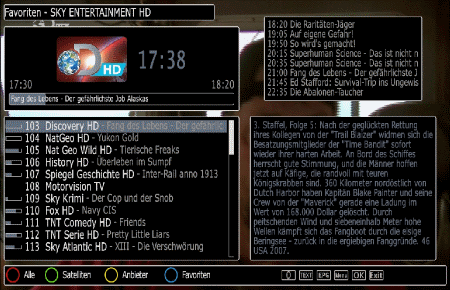 Favoriten - SKY ENTERTAINMENT HD
HD
17:38
17:30
18:20
Fang des Lebens - Der gefährlichste Job Alaskas
18:20 Die Raritäten-Jäger
19:05 Auf eigene Gefahr!
19:50 So wird's gemacht!
20:15 Superhuman Science - Das ist nicht n
20:35 Superhuman Science - Das ist nicht n
21:00 Fang des Lebens - Der gefährlichste J
21:45 Ed Stafford: Survival-Trip ins Ungewis
22:35 Die Abalonen-Taucher
103 Discovery HD - Fang des Lebens - Der gefährlic
104 NatGeo HD - Yukon Gold
105 Nat Geo Wild HD - Tierische Freaks
106 History HD - Überleben im Sumpf
107 Spiegel Geschichte HD - Inter-Rail anno 1913
108 Motorvision TV
109 Sky Krimi - Der Cop und der Snob
110 Fox HD - Navy CIS
111 TNT Comedy HD - Friends
112 TNT Serie HD - Pretty Little Liars
113 Sky Atlantic HD - XIII - Die Verschwörung
3. Staffel, Folge 5: Nach der geglückten Rettung
ihres Kollegen von der "Trail Blazer" widmen sich die
Besatzungsmitglieder der "Time Bandit" sofort
wieder ihrer harten Arbeit. An Bord des Schiffes
herrscht gute Stimmung, und die Männer hoffen
jetzt auf Käfige, die randvoll mit teuren
Königskrabben sind. 360 Kilometer nordöstlich von
Dutch Harbor haben Kapitän Blake Painter und seine
Crew von der "Maverick" gerade eine Ladung im
Wert von 168.000 Dollar gelöscht. Durch
peitschenden Wind und siebeneinhalb Meter hohe
Wellen kämpft sich das Fangboot durch die eisige
Beringsee - zurück in die ergiebigen Fanggründe. 46
USA 2007.
Alle
Satelliten
Anbieter
Favoriten
0 TEXT EPG Menu OK Exit